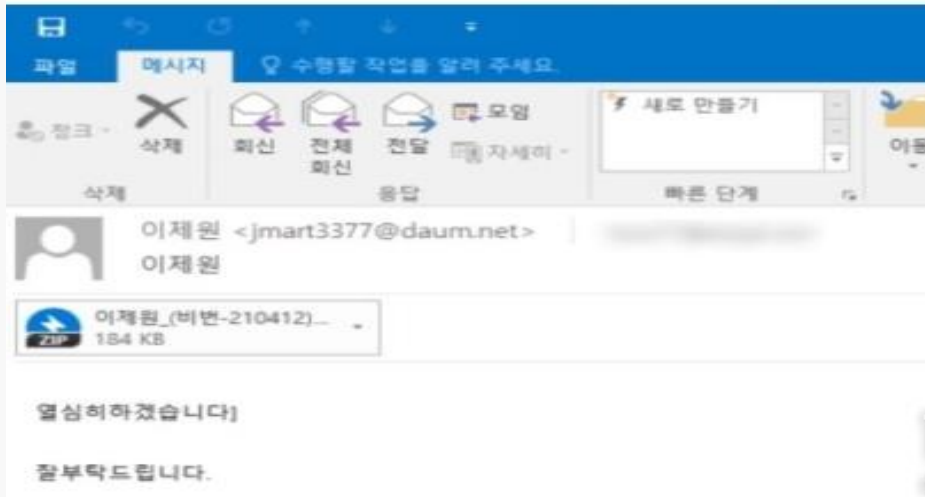 파일 메시지 수행할 작업을 알려 주세요.
정크
삭제
회신
전체 회신
전달
모임
자세히
새로 만들기
이동
삭제
응답
빠른 단계
이제원 <jmart3377@daum.net>
이제원
이제원_(비번-210412)...
ZIP
184 KB
열심히하겠습니다]
잘부탁드립니다.